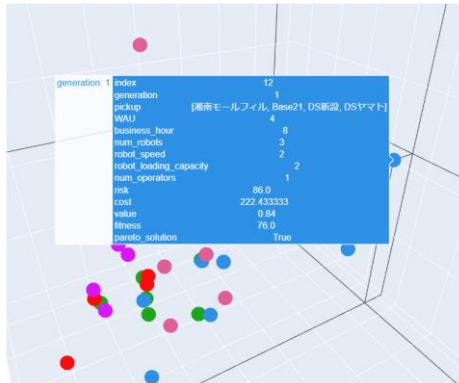 generation: 1
index 12
generation 1
pickup [湘南モールフィル, Base21, DS新設, DSヤマト]
WAU 4
business_hour 8
num_robots 3
robot_speed 2
robot_loading_capacity 2
num_operators 1
risk 86.0
cost 222.433333
value 0.84
fitness 76.0
pareto_solution True